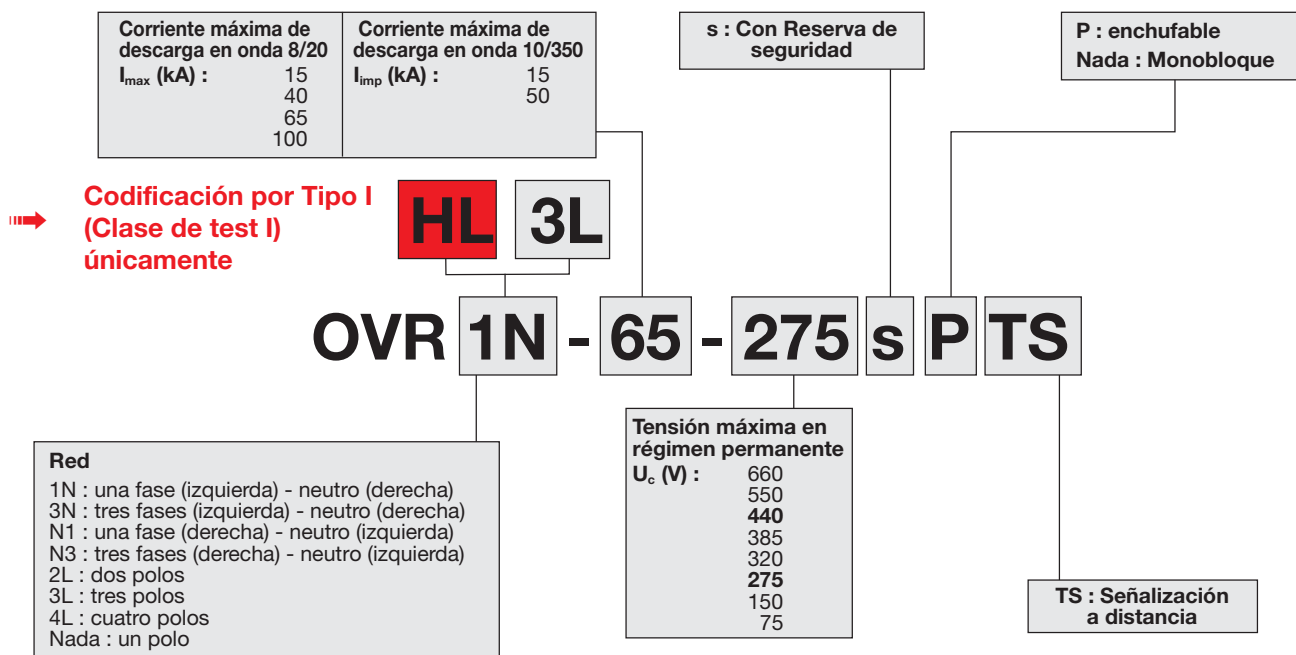 Corriente máxima de
descarga en onda 8/20
Imax (kA) : 15
40
65
100
Corriente máxima de
descarga en onda 10/350
Iimp (kA) : 15
50
s : Con Reserva de
seguridad
P : enchufable
Nada : Monobloque
Codificación por Tipo I
(Clase de test I)
únicamente
HL 3L
OVR 1N - 65 - 275 s P TS
Red
1N : una fase (izquierda) - neutro (derecha)
3N : tres fases (izquierda) - neutro (derecha)
N1 : una fase (derecha) - neutro (izquierda)
N3 : tres fases (derecha) - neutro (izquierda)
2L : dos polos
3L : tres polos
4L : cuatro polos
Nada : un polo
Tensión máxima en
régimen permanente
Uc (V) : 660
550
440
385
320
275
150
75
TS : Señalización
a distancia